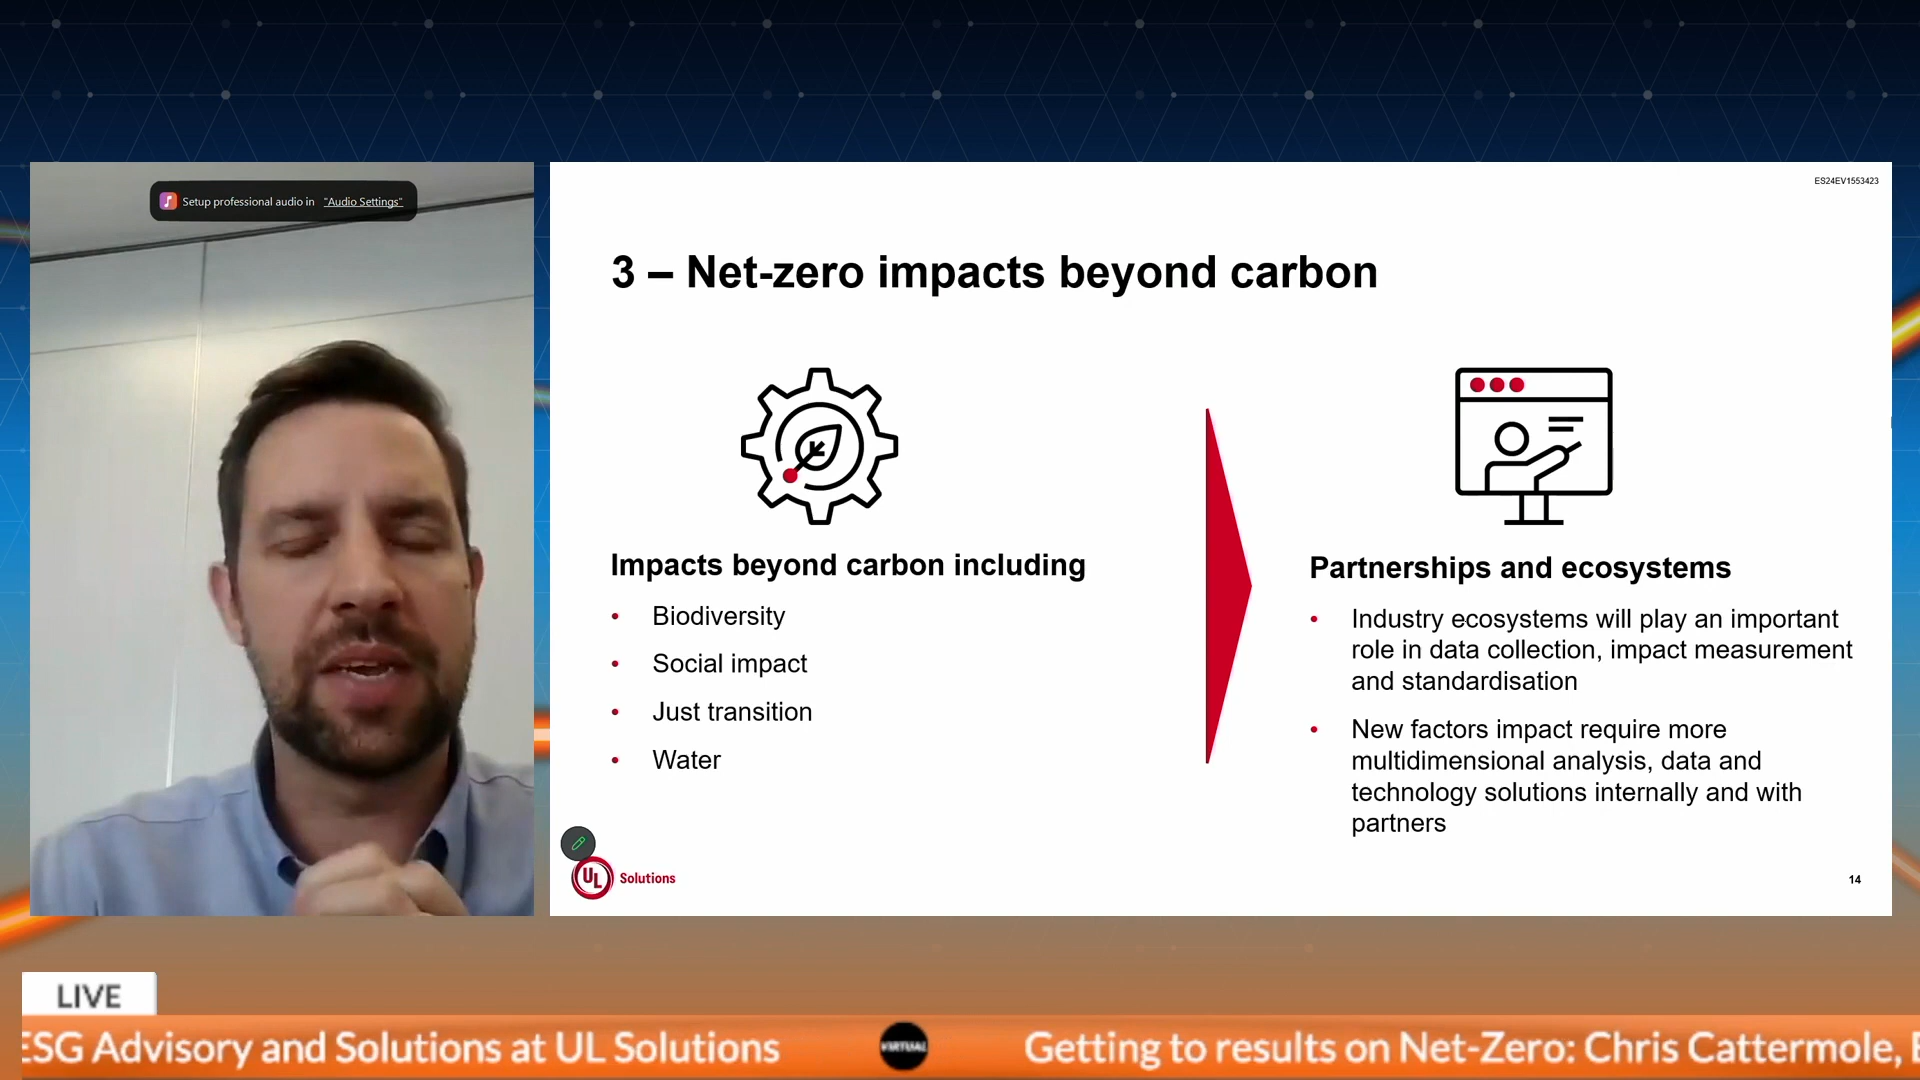 Setup professional audio in "Audio Settings"
ES24EV1553423
3 – Net-zero impacts beyond carbon
Impacts beyond carbon including
• Biodiversity
• Social impact
• Just transition
• Water
Partnerships and ecosystems
• Industry ecosystems will play an important
role in data collection, impact measurement
and standardisation
• New factors impact require more
multidimensional analysis, data and
technology solutions internally and with
partners
UL Solutions
14
LIVE
ESG Advisory and Solutions at UL Solutions
VIRTUAL
Getting to results on Net-Zero: Chris Cattermole,